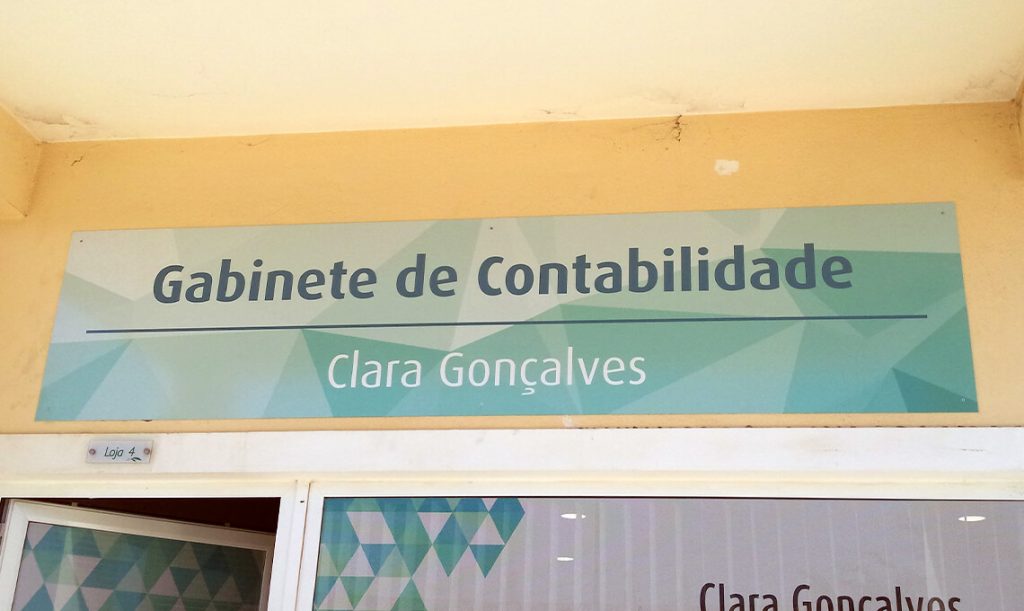 Gabinete de Contabilidade
Clara Gonçalves
Loja 4
Clara Gonçalves